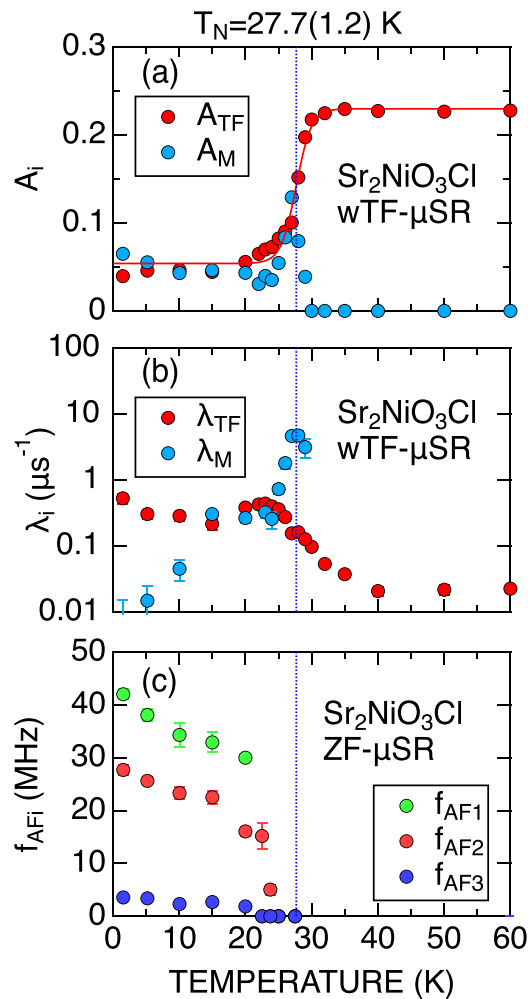 T_N=27.7(1.2) K
(a)
A_TF
A_M
Sr₂NiO₃Cl
wTF-µSR
A_i
0.3
0.2
0.1
0
(b)
λ_TF
λ_M
Sr₂NiO₃Cl
wTF-µSR
λ_i (µs⁻¹)
100
10
1
0.1
0.01
(c)
Sr₂NiO₃Cl
ZF-µSR
f_AF1
f_AF2
f_AF3
f_AFi (MHz)
50
40
30
20
10
0
0 10 20 30 40 50 60
TEMPERATURE (K)